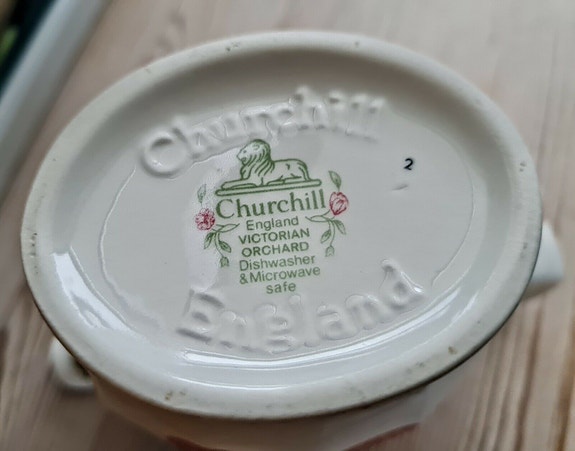 Churchill
2
Churchill
England
VICTORIAN
ORCHARD
Dishwasher
& Microwave
safe
England